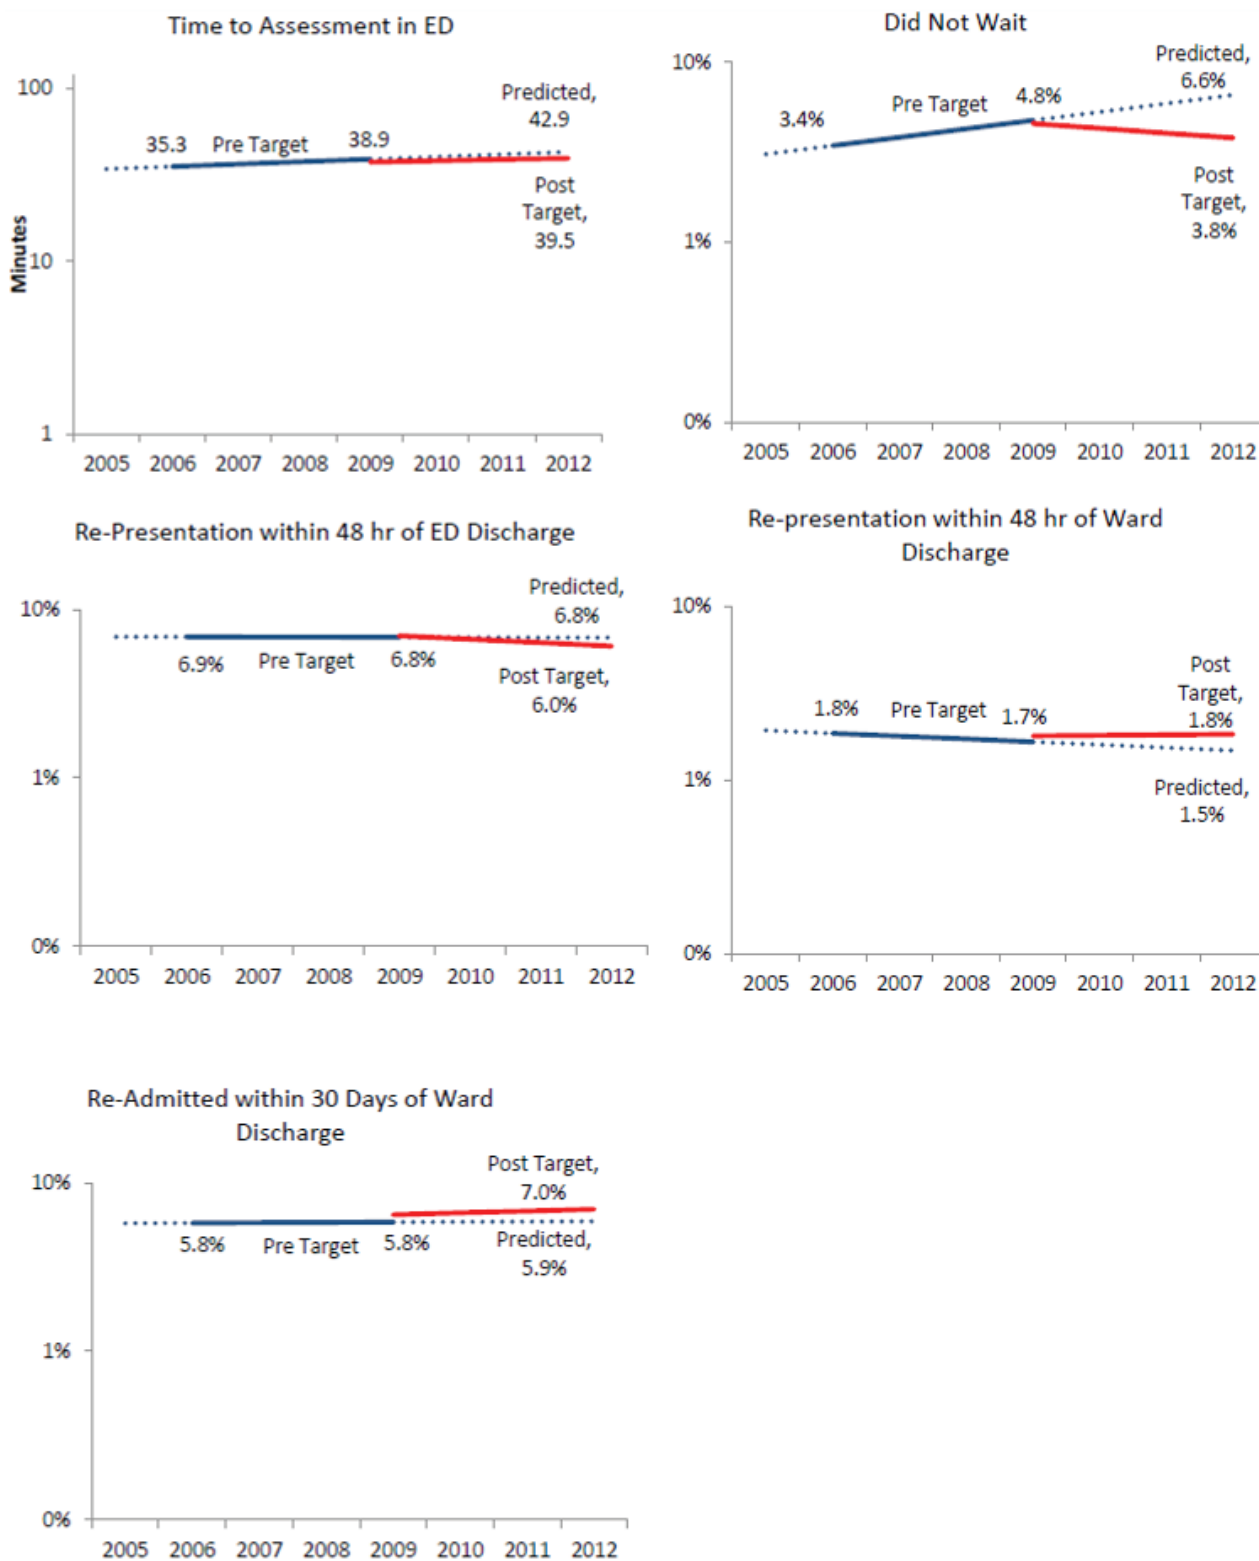 Time to Assessment in ED
100
10
1
Minutes
35.3
Pre Target
38.9
Predicted,
42.9
Post
Target,
39.5
2005 2006 2007 2008 2009 2010 2011 2012
Did Not Wait
10%
1%
0%
3.4%
Pre Target
4.8%
Predicted,
6.6%
Post
Target,
3.8%
2005 2006 2007 2008 2009 2010 2011 2012
Re-Presentation within 48 hr of ED Discharge
10%
1%
0%
6.9%
Pre Target
6.8%
Predicted,
6.8%
Post Target,
6.0%
2005 2006 2007 2008 2009 2010 2011 2012
Re-presentation within 48 hr of Ward
Discharge
10%
1%
0%
1.8%
Pre Target
1.7%
Post
Target,
1.8%
Predicted,
1.5%
2005 2006 2007 2008 2009 2010 2011 2012
Re-Admitted within 30 Days of Ward
Discharge
10%
1%
0%
5.8%
Pre Target
5.8%
Post Target,
7.0%
Predicted,
5.9%
2005 2006 2007 2008 2009 2010 2011 2012